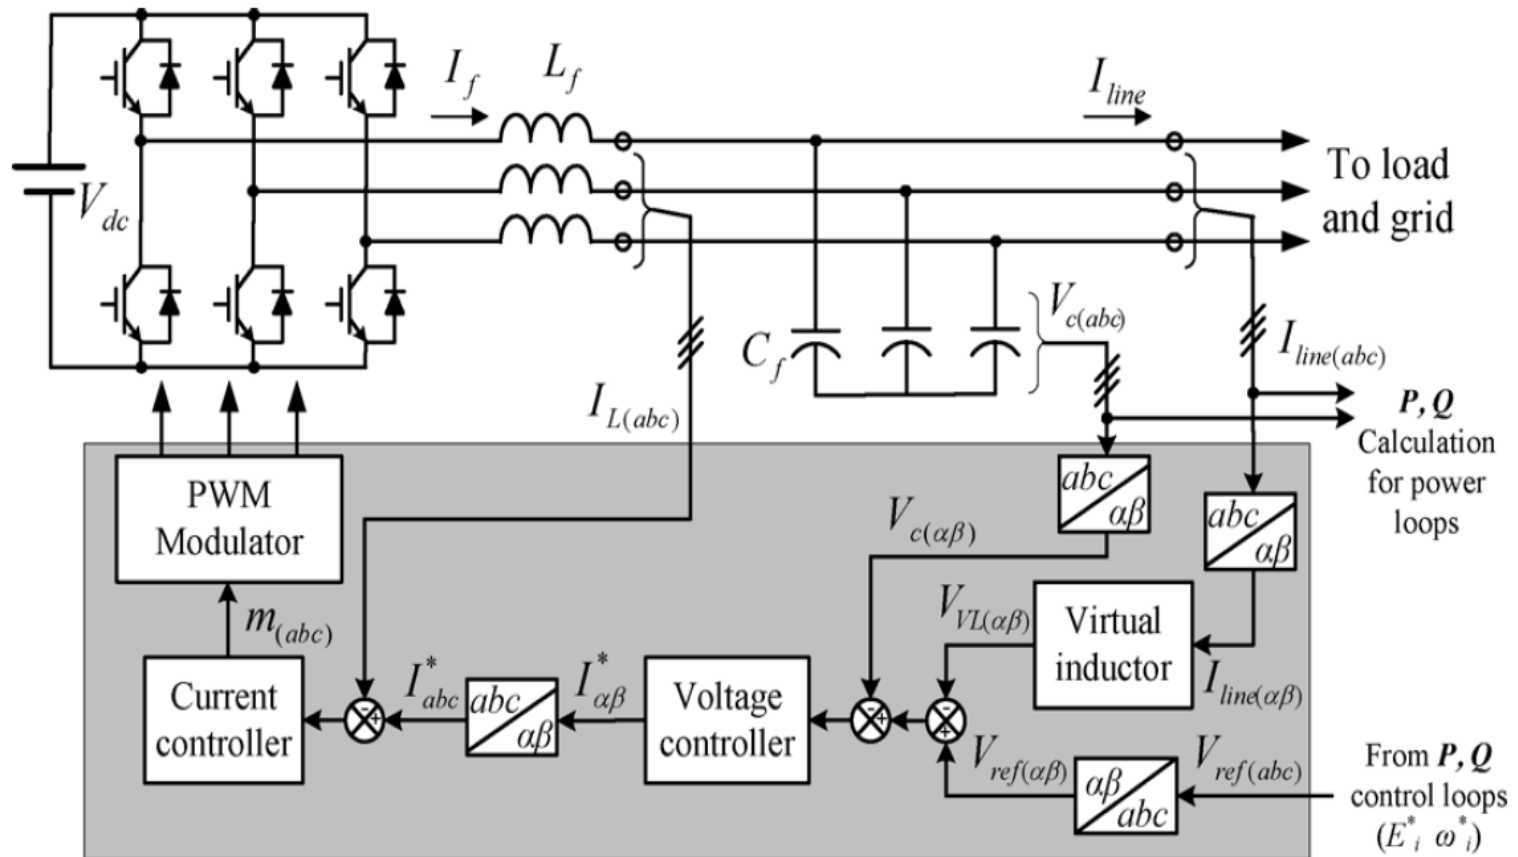 I_f
L_f
I_line
V_dc
To load
and grid
C_f
V_c(abc)
I_line(abc)
I_L(abc)
P, Q
Calculation
for power
loops
PWM
Modulator
abc
αβ
abc
αβ
V_c(αβ)
m_(abc)
V_VL(αβ)
Virtual
inductor
I_line(αβ)
Current
controller
I*_abc
abc
αβ
I*_αβ
Voltage
controller
- +
- +
- +
V_ref(αβ)
αβ
abc
V_ref(abc)
From P, Q
control loops
(E*_i ω*_i)